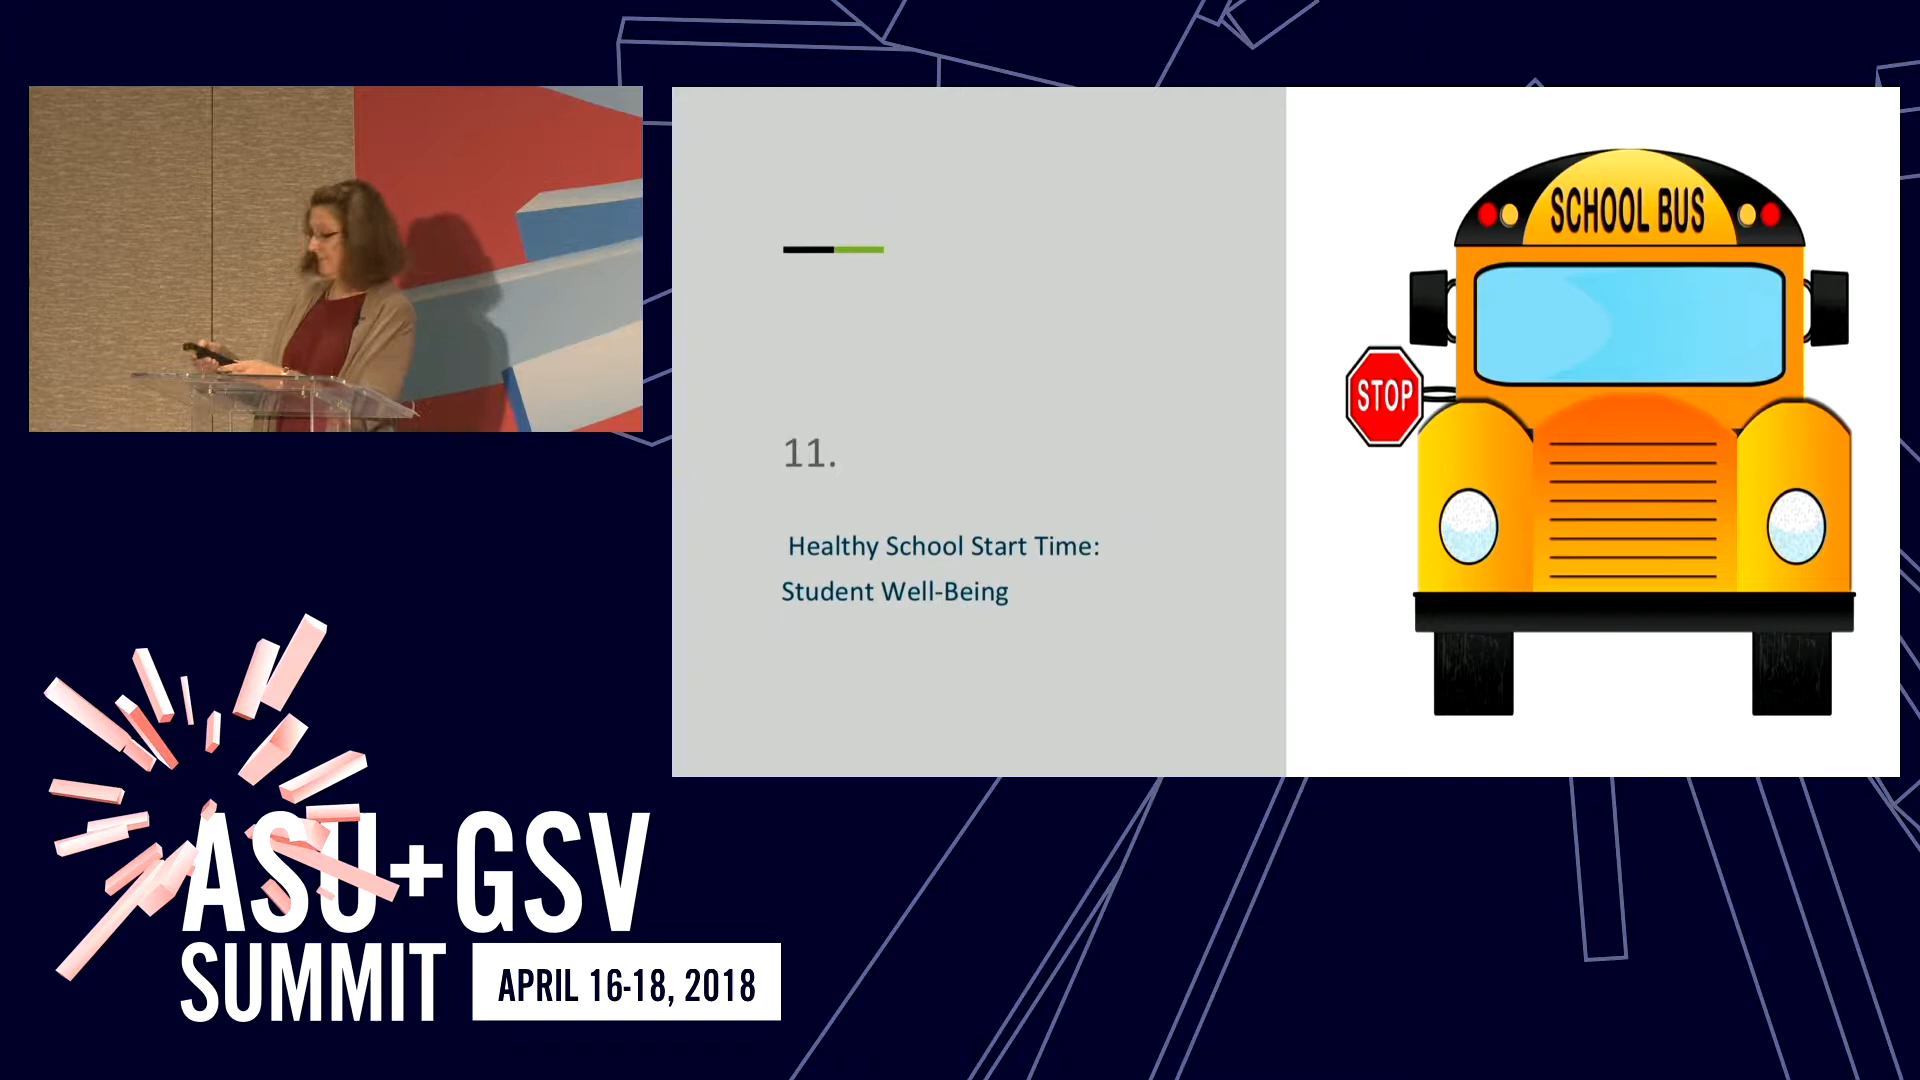 11.
Healthy School Start Time:
Student Well-Being
SCHOOL BUS
STOP
ASU+GSV
SUMMIT
APRIL 16-18, 2018